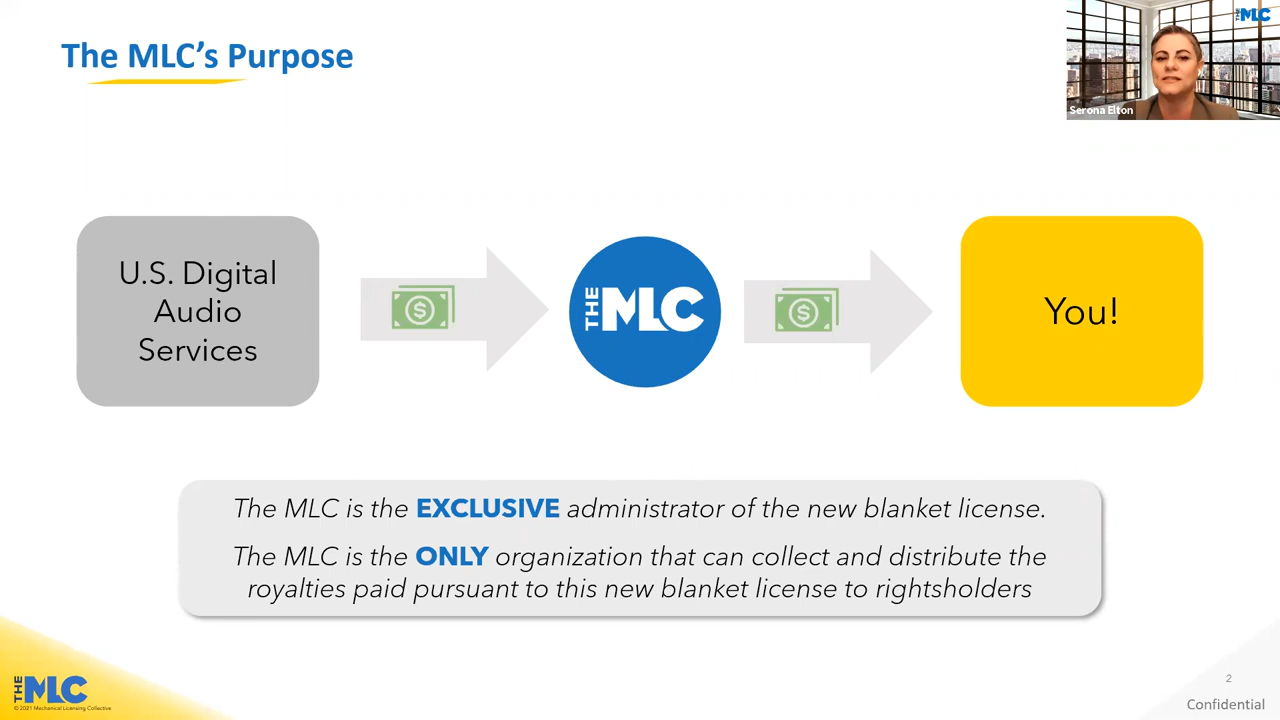 The MLC's Purpose
THE MLC
Serona Elton
U.S. Digital
Audio
Services
$
THE MLC
$
You!
The MLC is the EXCLUSIVE administrator of the new blanket license.
The MLC is the ONLY organization that can collect and distribute the
royalties paid pursuant to this new blanket license to rightsholders
THE MLC
© 2021 Mechanical Licensing Collective
2
Confidential